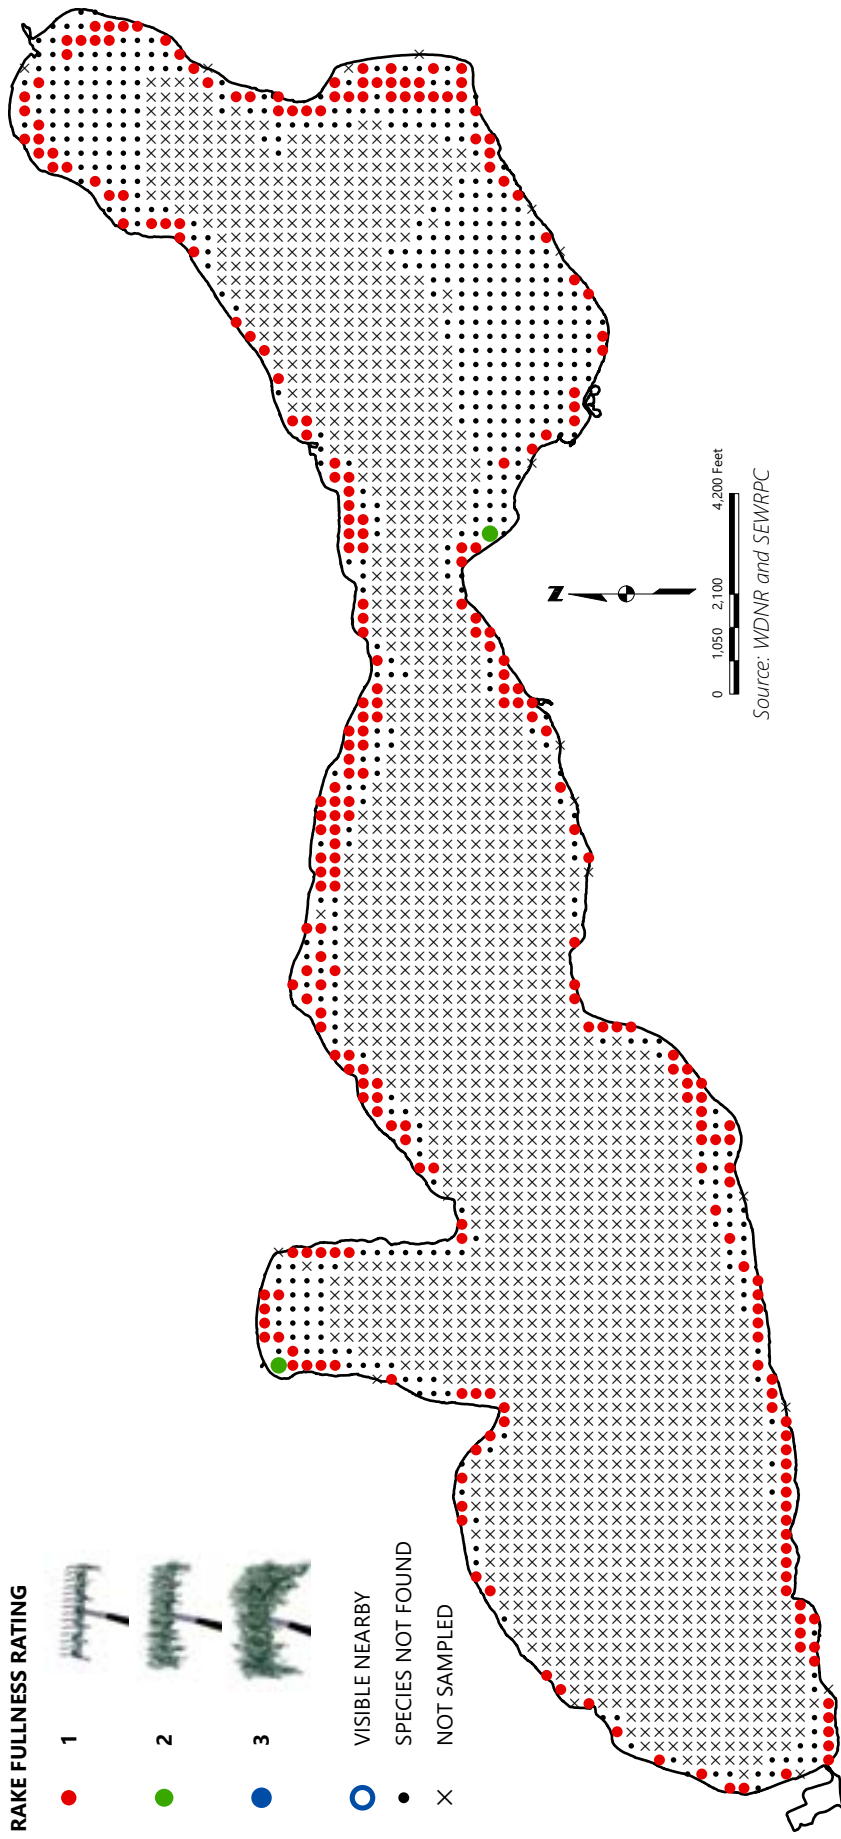 RAKE FULLNESS RATING
1
2
3
VISIBLE NEARBY
SPECIES NOT FOUND
NOT SAMPLED
N
0 1,050 2,100 4,200 Feet
Source: WDNR and SEWRPC